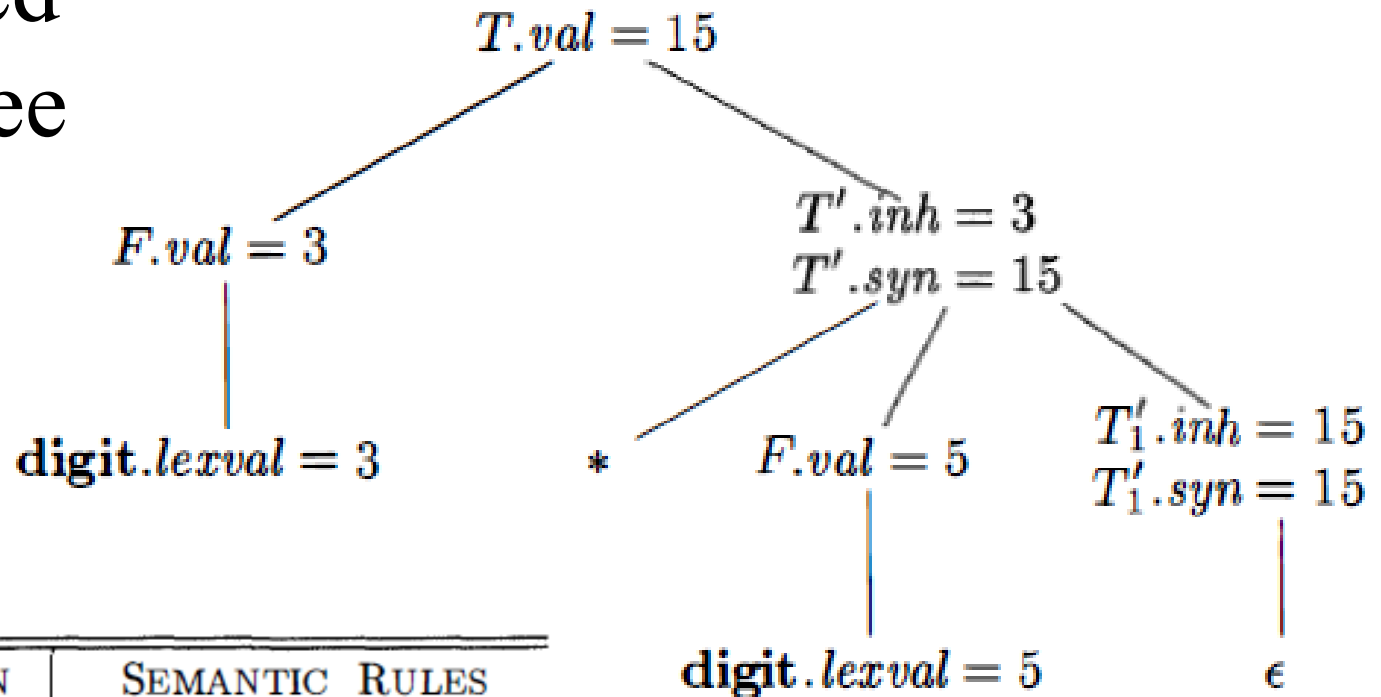 T.val = 15
ee
T′.inh = 3
F.val = 3
T′.syn = 15
T′₁.inh = 15
digit.lexval = 3
*
F.val = 5
T′₁.syn = 15
SEMANTIC RULES
digit.lexval = 5
ϵ